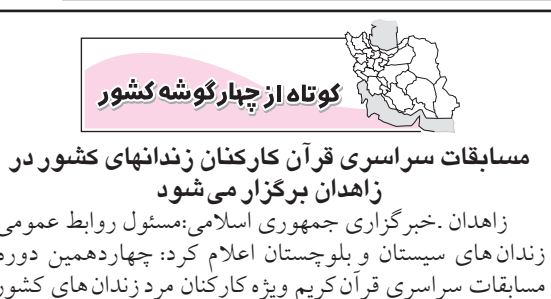 کوتاه از چهار گوشه کشور
مسابقات سراسری قرآن کارکنان زندانهای کشور در
زاهدان برگزار می شود
زاهدان .خبرگزاری جمهوری اسلامی:مسئول روابط عمومی
زندان های سیستان و بلوچستان اعلام کرد: چهاردهمین دوره
مسابقات سراسری قرآن کریم ویژه کارکنان مرد زندان های کشور